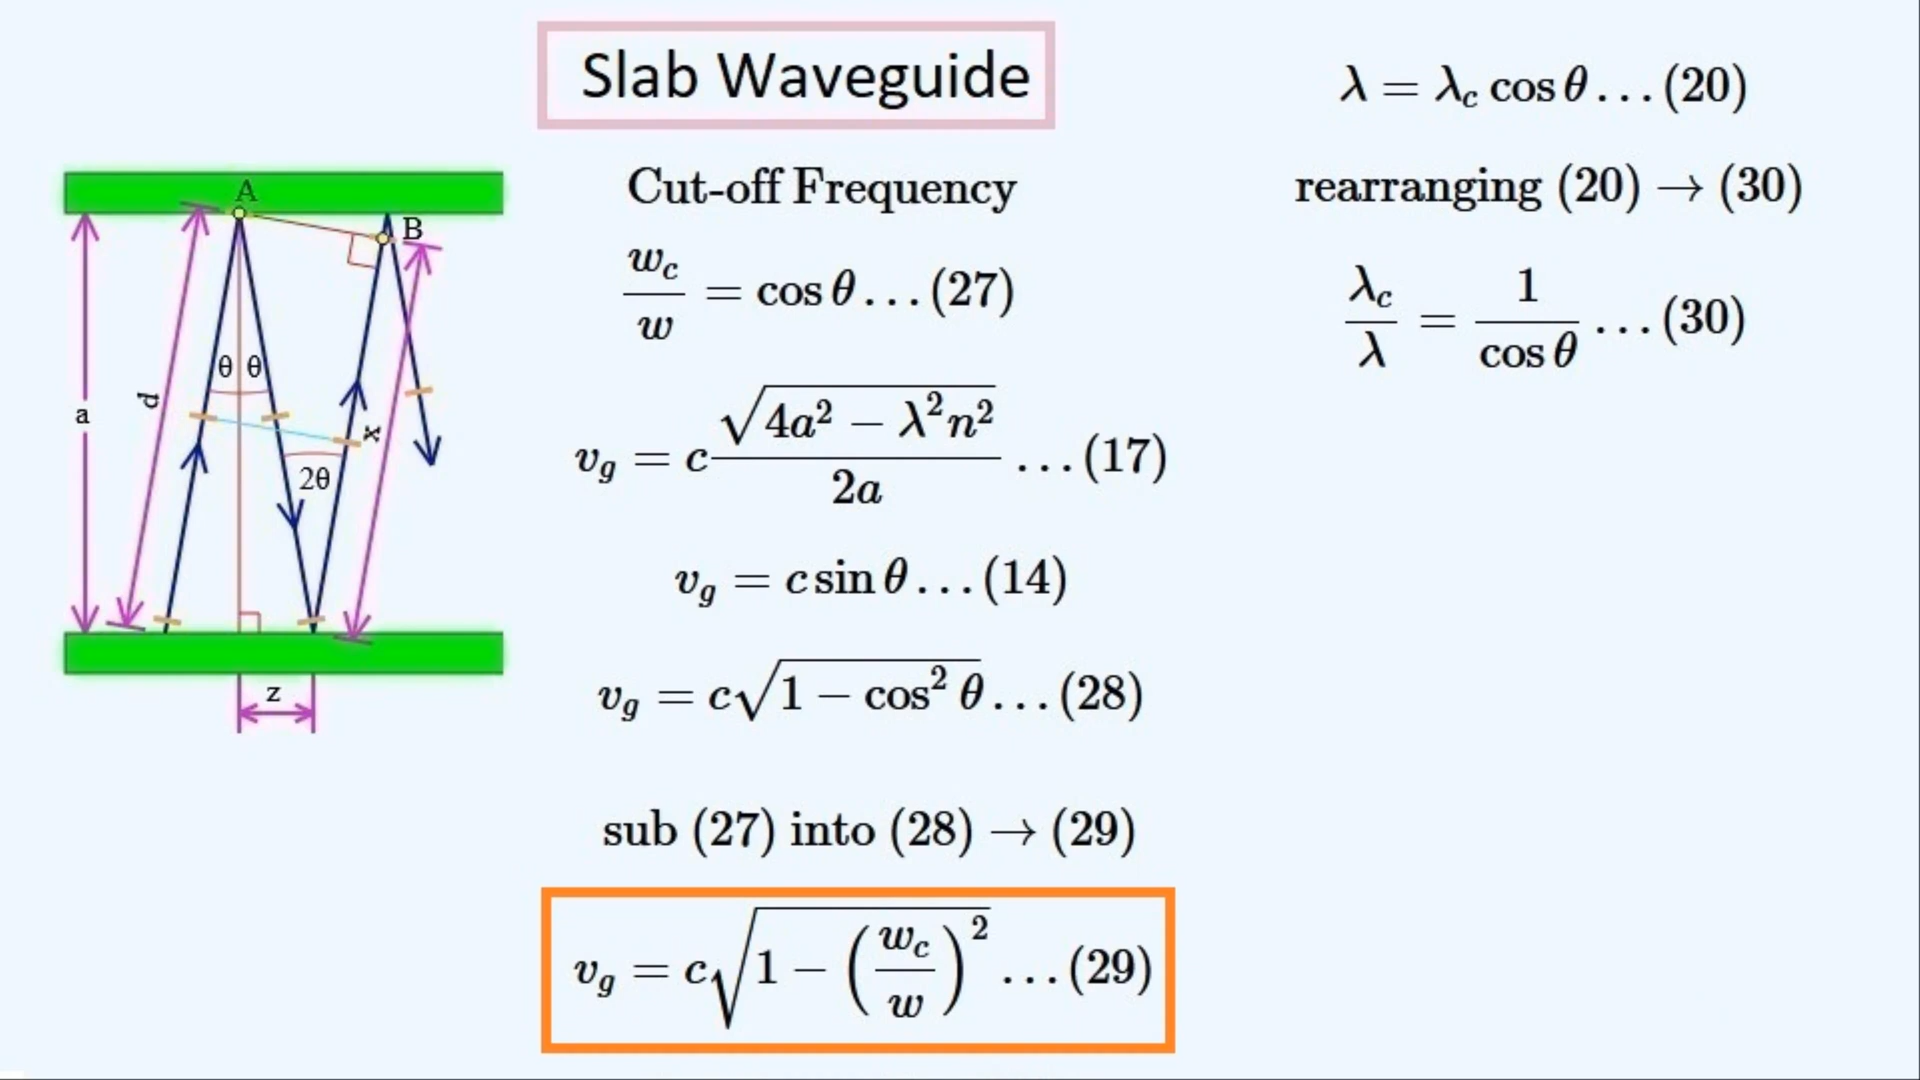 Slab Waveguide
Cut-off Frequency
w_c / w = cos θ … (27)
v_g = c √(4a² − λ²n²) / 2a … (17)
v_g = c sin θ … (14)
v_g = c√(1 − cos² θ) … (28)
sub (27) into (28) → (29)
v_g = c√(1 − (w_c / w)²) … (29)
λ = λ_c cos θ … (20)
rearranging (20) → (30)
λ_c / λ = 1 / cos θ … (30)
A
B
θ θ
d
a
x
2θ
z